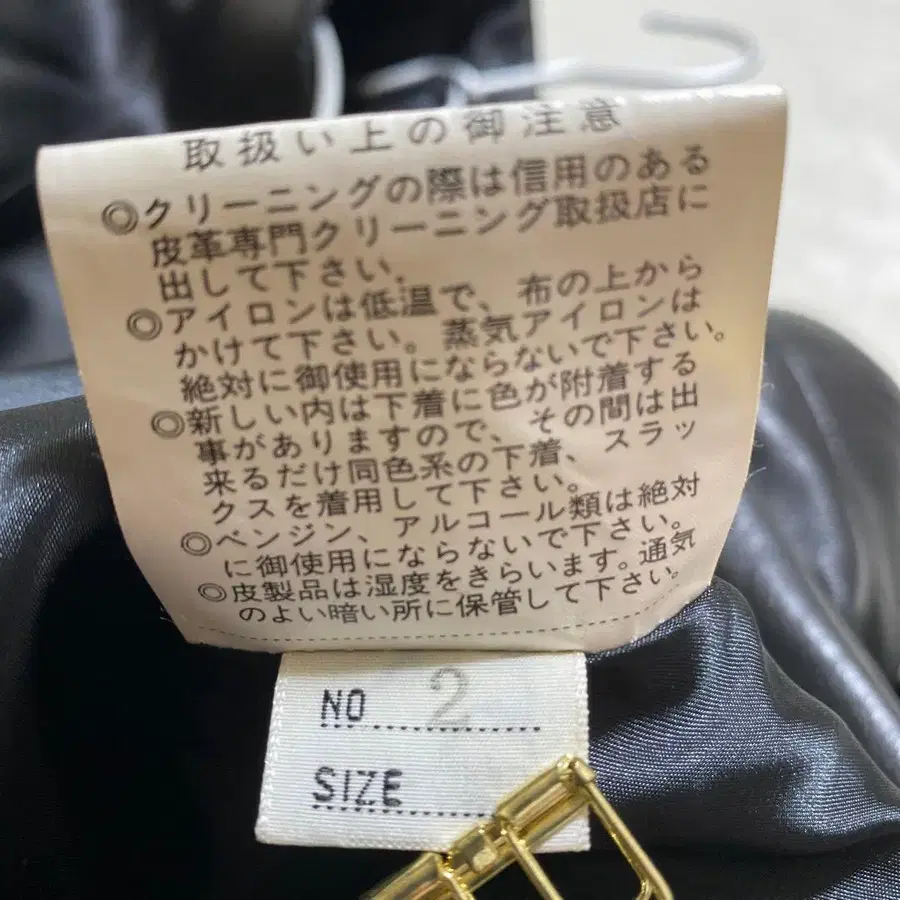 取扱い上の御注意
◎クリーニングの際は信用のある
皮革専門クリーニング取扱店に
出して下さい.
◎アイロンは低温で、布の上から
かけて下さい。蒸気アイロンは
絶対に御使用にならないで下さい。
◎新しい内は下着に色が附着する
事がありますので、その間は出
来るだけ同色系の下着、スラッ
クスを着用して下さい。
◎ベンジン、アルコール類は絶対
に御使用にならないで下さい。
◎皮製品は湿度をきらいます。通気
のよい暗い所に保管して下さい。
NO 2
SIZE